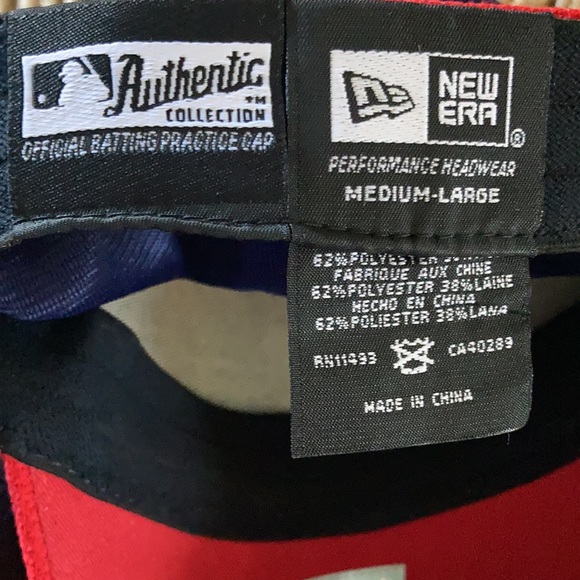 Authentic
COLLECTION™
OFFICIAL BATTING PRACTICE CAP
NEW
ERA®
PERFORMANCE HEADWEAR
MEDIUM-LARGE
62%POLYESTER
FABRIQUE AUX CHINE
62%POLYESTER 38%LAINE
HECHO EN CHINA
62%POLIESTER 38%LANA
RN11493 CA40289
MADE IN CHINA